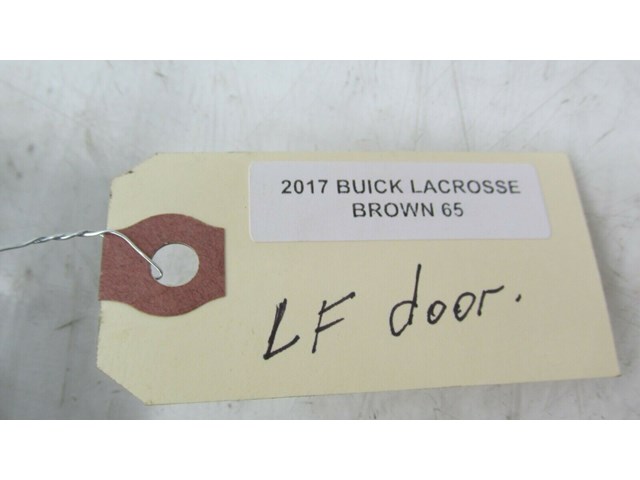 2017 BUICK LACROSSE
BROWN 65
LF door.